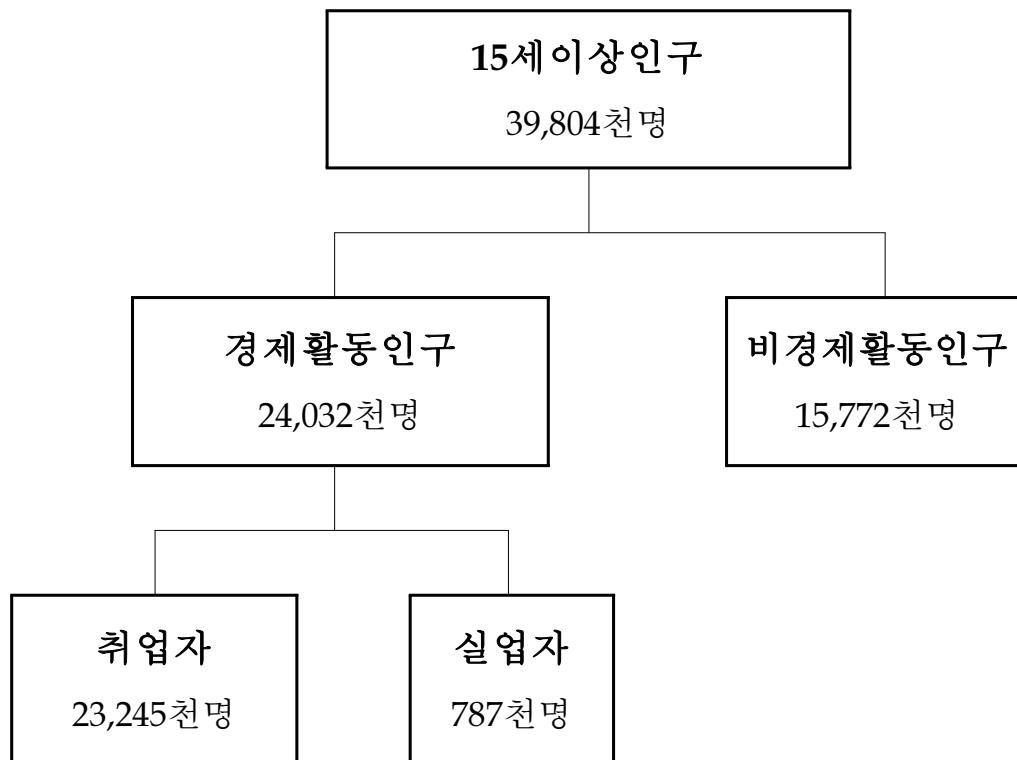 15세이상인구
39,804천명
경제활동인구
24,032천명
비경제활동인구
15,772천명
취업자
23,245천명
실업자
787천명